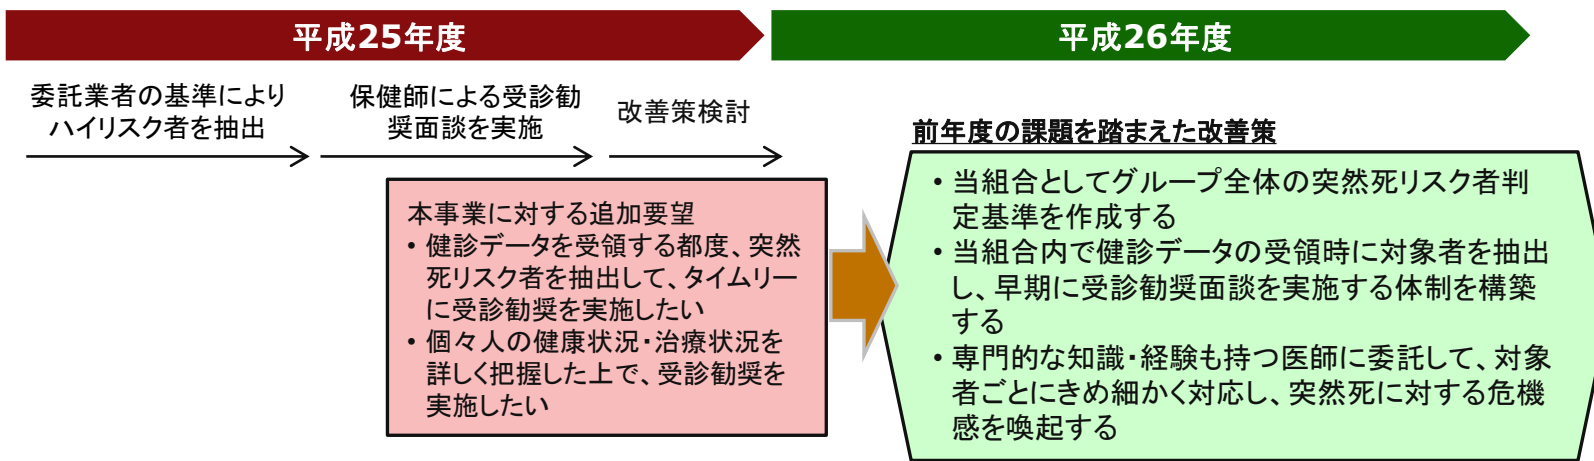 平成25年度
平成26年度
委託業者の基準により
ハイリスク者を抽出
保健師による受診勧
奨面談を実施
改善策検討
本事業に対する追加要望
• 健診データを受領する都度、突然
死リスク者を抽出して、タイムリー
に受診勧奨を実施したい
• 個々人の健康状況・治療状況を
詳しく把握した上で、受診勧奨を
実施したい
前年度の課題を踏まえた改善策
• 当組合としてグループ全体の突然死リスク者判
定基準を作成する
• 当組合内で健診データの受領時に対象者を抽出
し、早期に受診勧奨面談を実施する体制を構築
する
• 専門的な知識・経験も持つ医師に委託して、対象
者ごとにきめ細かく対応し、突然死に対する危機
感を喚起する